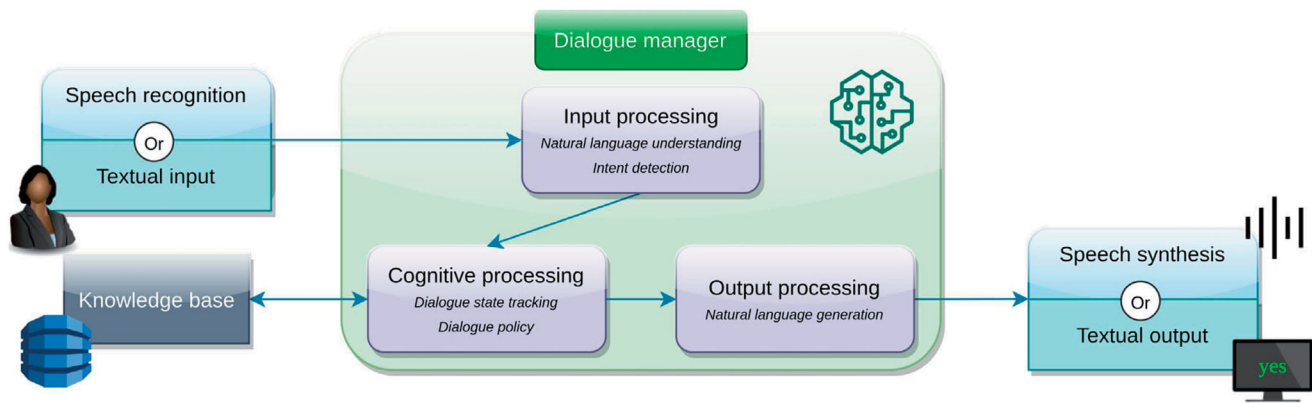 Dialogue manager
Speech recognition
Or
Textual input
Input processing
Natural language understanding
Intent detection
Knowledge base
Cognitive processing
Dialogue state tracking
Dialogue policy
Output processing
Natural language generation
Speech synthesis
Or
Textual output
yes